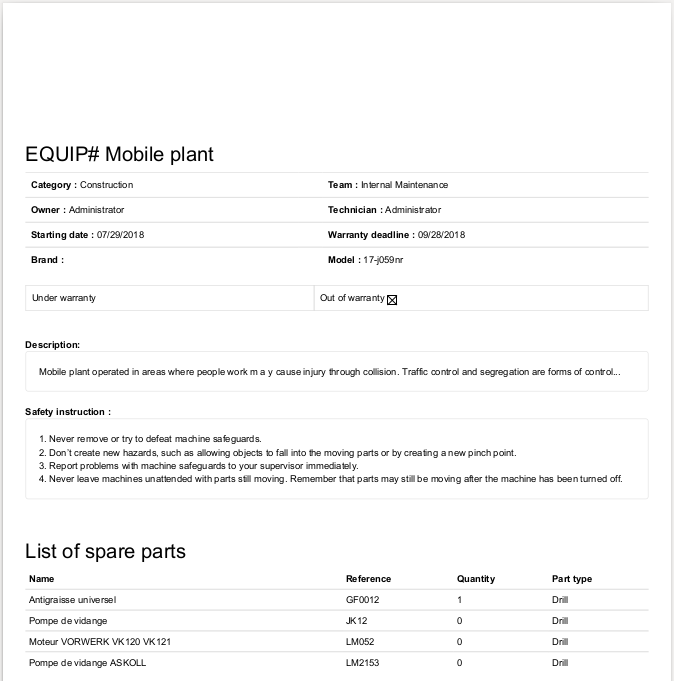 EQUIP# Mobile plant
Category : Construction Team : Internal Maintenance
Owner : Administrator Technician : Administrator
Starting date : 07/29/2018 Warranty deadline : 09/28/2018
Brand : Model : 17-j059nr
Under warranty Out of warranty ☒
Description:
Mobile plant operated in areas where people work m a y cause injury through collision. Traffic control and segregation are forms of control...
Safety instruction :
1. Never remove or try to defeat machine safeguards.
2. Don't create new hazards, such as allowing objects to fall into the moving parts or by creating a new pinch point.
3. Report problems with machine safeguards to your supervisor immediately.
4. Never leave machines unattended with parts still moving. Remember that parts may still be moving after the machine has been turned off.
List of spare parts
Name Reference Quantity Part type
Antigraisse universel GF0012 1 Drill
Pompe de vidange JK12 0 Drill
Moteur VORWERK VK120 VK121 LM052 0 Drill
Pompe de vidange ASKOLL LM2153 0 Drill